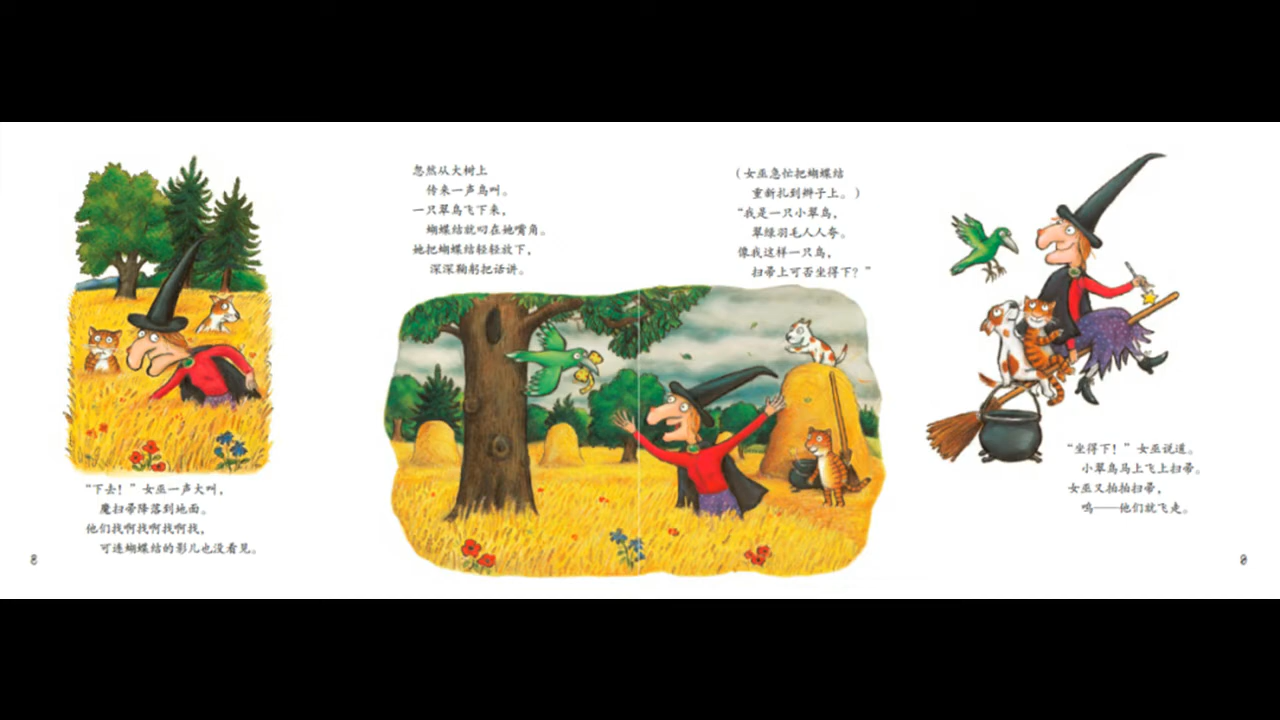 “下去！”女巫一声大叫，
魔扫帚降落到地面。
他们找啊找啊找啊找，
可连蝴蝶结的影儿也没看见。
8
忽然从大树上
传来一声鸟叫。
一只翠鸟飞下来，
蝴蝶结就叼在她嘴角。
她把蝴蝶结轻轻放下，
深深鞠躬把话讲。
（女巫急忙把蝴蝶结
重新扎到辫子上。）
“我是一只小翠鸟，
翠绿羽毛人人夸。
像我这样一只鸟，
扫帚上可否坐得下？”
“坐得下！”女巫说道。
小翠鸟马上飞上扫帚。
女巫又拍拍扫帚，
呜——他们就飞走。
9